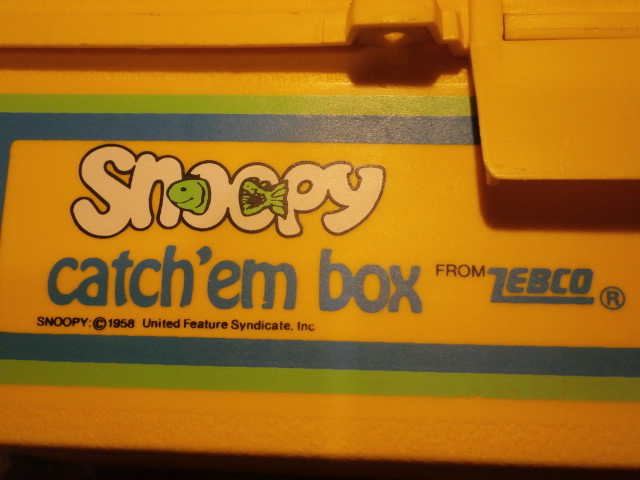 Snoopy
catch'em box FROM ZEBCO®
SNOOPY: © 1958 United Feature Syndicate, Inc